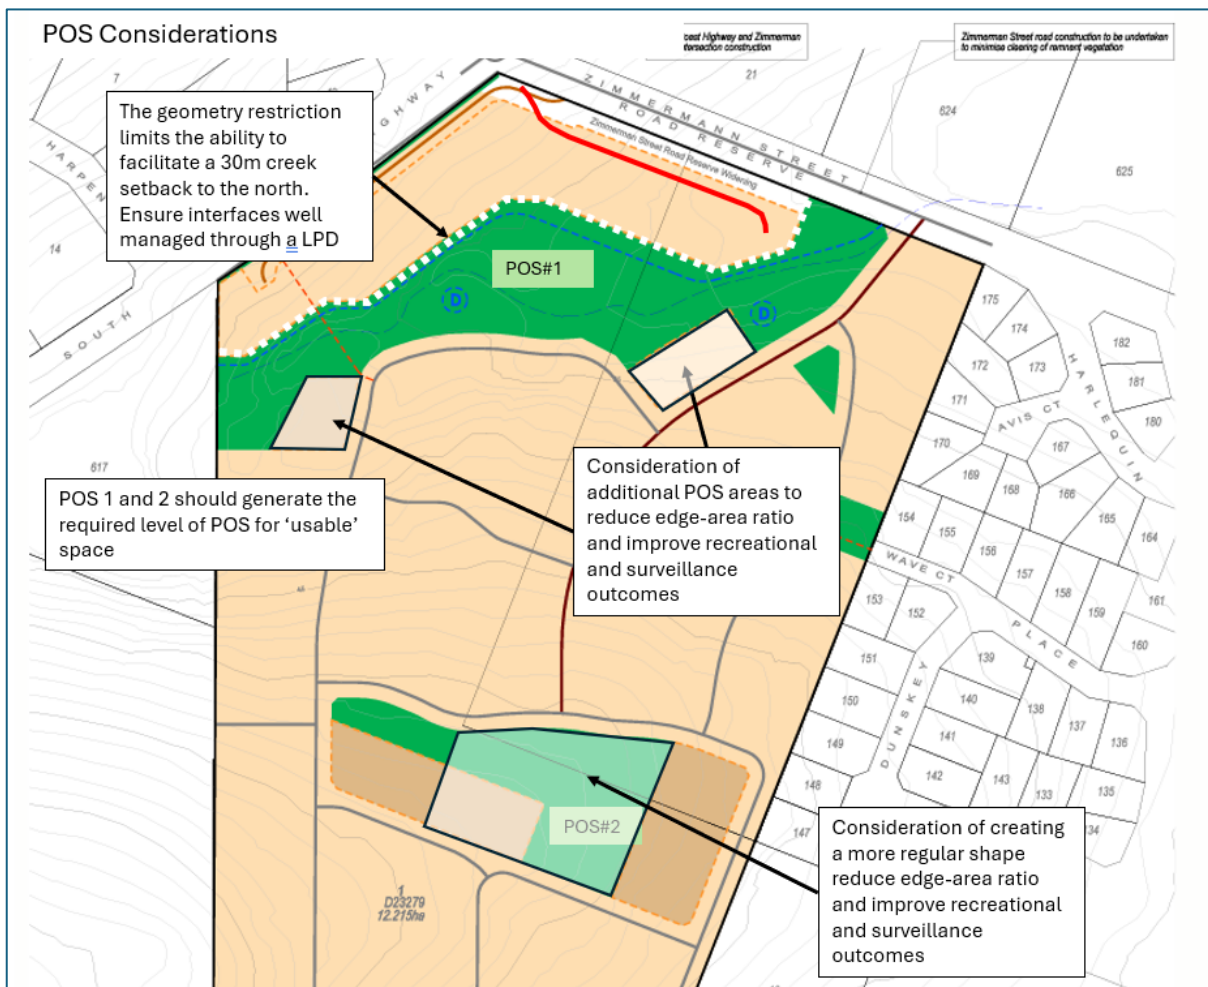 POS Considerations
Highway and Zimmerman
intersection construction
Zimmerman Street road construction to be undertaken
to minimise clearing of remnant vegetation
The geometry restriction
limits the ability to
facilitate a 30m creek
setback to the north.
Ensure interfaces well
managed through a LPD
ZIMMERMANN STREET
ROAD RESERVE
Zimmerman Street Road Reserve Widening
HARPEN
SOUTH
GHWAY
7
14
21
624
625
617
POS#1
D
D
175
174
173
172
171
170
169
168
167
166
165
164
182
181
180
HARLEQUIN
AVIS CT
POS 1 and 2 should generate the
required level of POS for ‘usable’
space
Consideration of
additional POS areas to
reduce edge-area ratio
and improve recreational
and surveillance
outcomes
154
155
156
157
158
159
161
160
WAVE CT
PLACE
153
152
151
150
149
148
147
DUNSKEY
139
140
141
142
143
138
137
136
135
133
134
POS#2
1
D23279
12.215ha
Consideration of creating
a more regular shape
reduce edge-area ratio
and improve recreational
and surveillance
outcomes